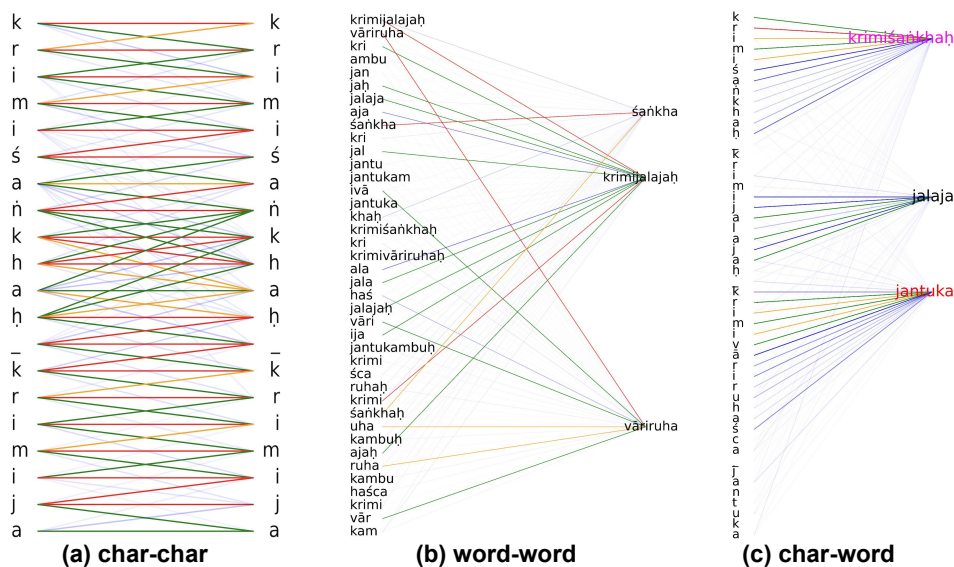 k k
r r
i i
m m
i i
ś ś
a a
ṅ ṅ
k k
h h
a a
ḥ ḥ
_ _
k k
r r
i i
m m
i i
j j
a a
(a) char-char
krimijalajaḥ
vāriruha
kri
ambu
jan
jaḥ
jalaja
aja
śaṅkha
kri
jal
jantu
jantukam
ivā
jantuka
khaḥ
krimiśaṅkhaḥ
kri
krimivāriruhaḥ
ala
jala
haś
jalajaḥ
vāri
ija
jantukambuḥ
krimi
śca
ruhaḥ
krimi
śaṅkhaḥ
uha
kambuḥ
ajaḥ
ruha
kambu
haśca
krimi
vār
kam
śaṅkha
krimijalajaḥ
vāriruha
(b) word-word
k
r
i
m
i
ś
a
ṅ
k
h
a
ḥ
_
k
r
i
m
i
j
a
l
a
j
a
ḥ
_
k
r
i
m
i
v
ā
r
i
r
u
h
a
ś
c
a
_
j
a
n
t
u
k
a
krimiśaṅkhaḥ
jalaja
jantuka
(c) char-word